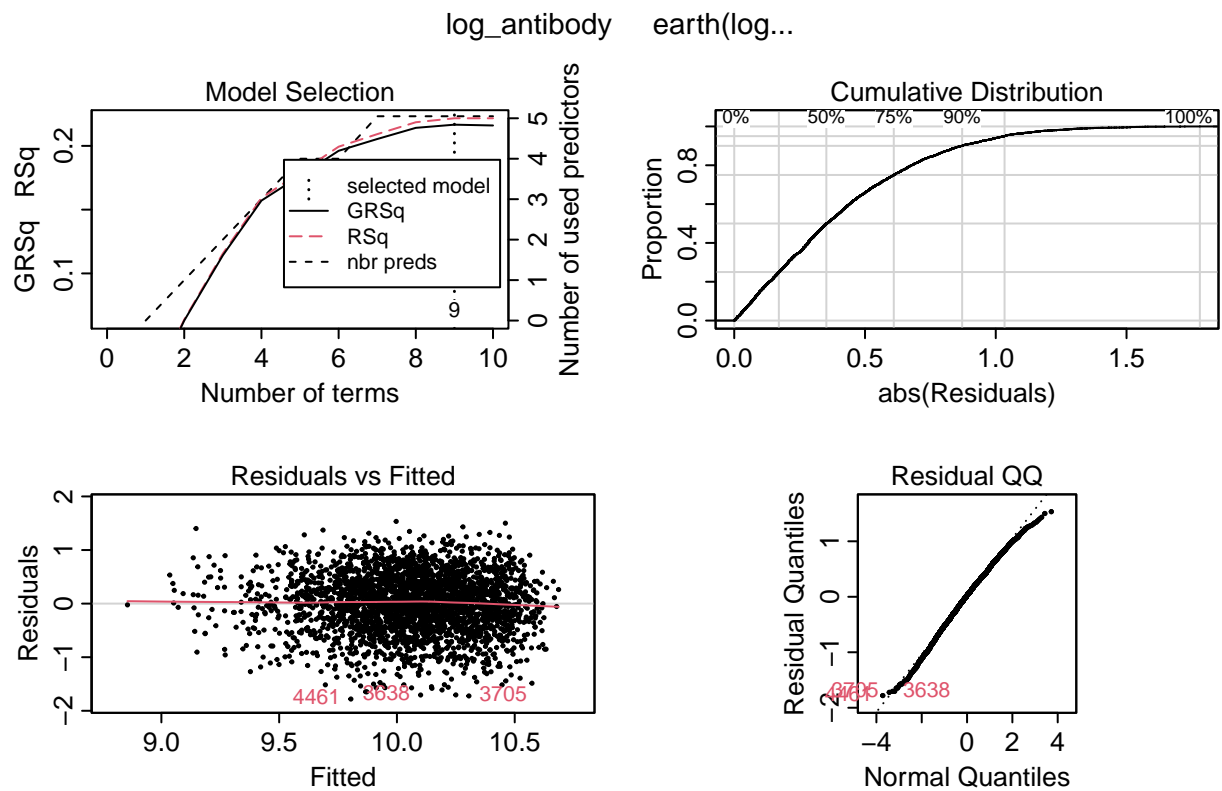 log_antibody earth(log...
Model Selection
GRSq RSq
0.1
0.2
selected model
GRSq
RSq
nbr preds
9
0
1
2
3
4
5
Number of used predictors
0 2 4 6 8 10
Number of terms
Cumulative Distribution
0% 50% 75% 90% 100%
Proportion
0.0
0.4
0.8
0.0 0.5 1.0 1.5
abs(Residuals)
Residuals vs Fitted
Residuals
2
1
0
−1
−2
4461 3638 3705
9.0 9.5 10.0 10.5
Fitted
Residual QQ
Residual Quantiles
1
0
−1
−2
4461 3705 3638
−4 0 2 4
Normal Quantiles